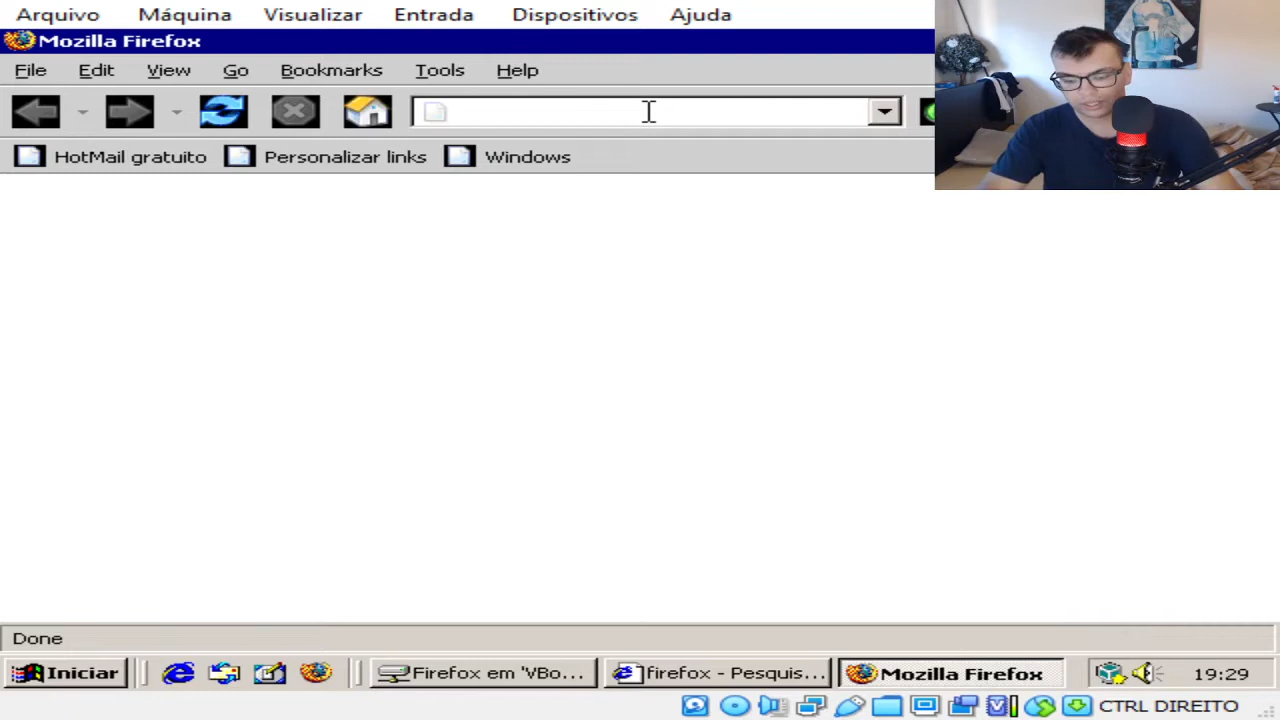 Arquivo Máquina Visualizar Entrada Dispositivos Ajuda
Mozilla Firefox
File Edit View Go Bookmarks Tools Help
HotMail gratuito Personalizar links Windows
Done
Iniciar Firefox em 'VBo... firefox - Pesquis... Mozilla Firefox 19:29
CTRL DIREITO